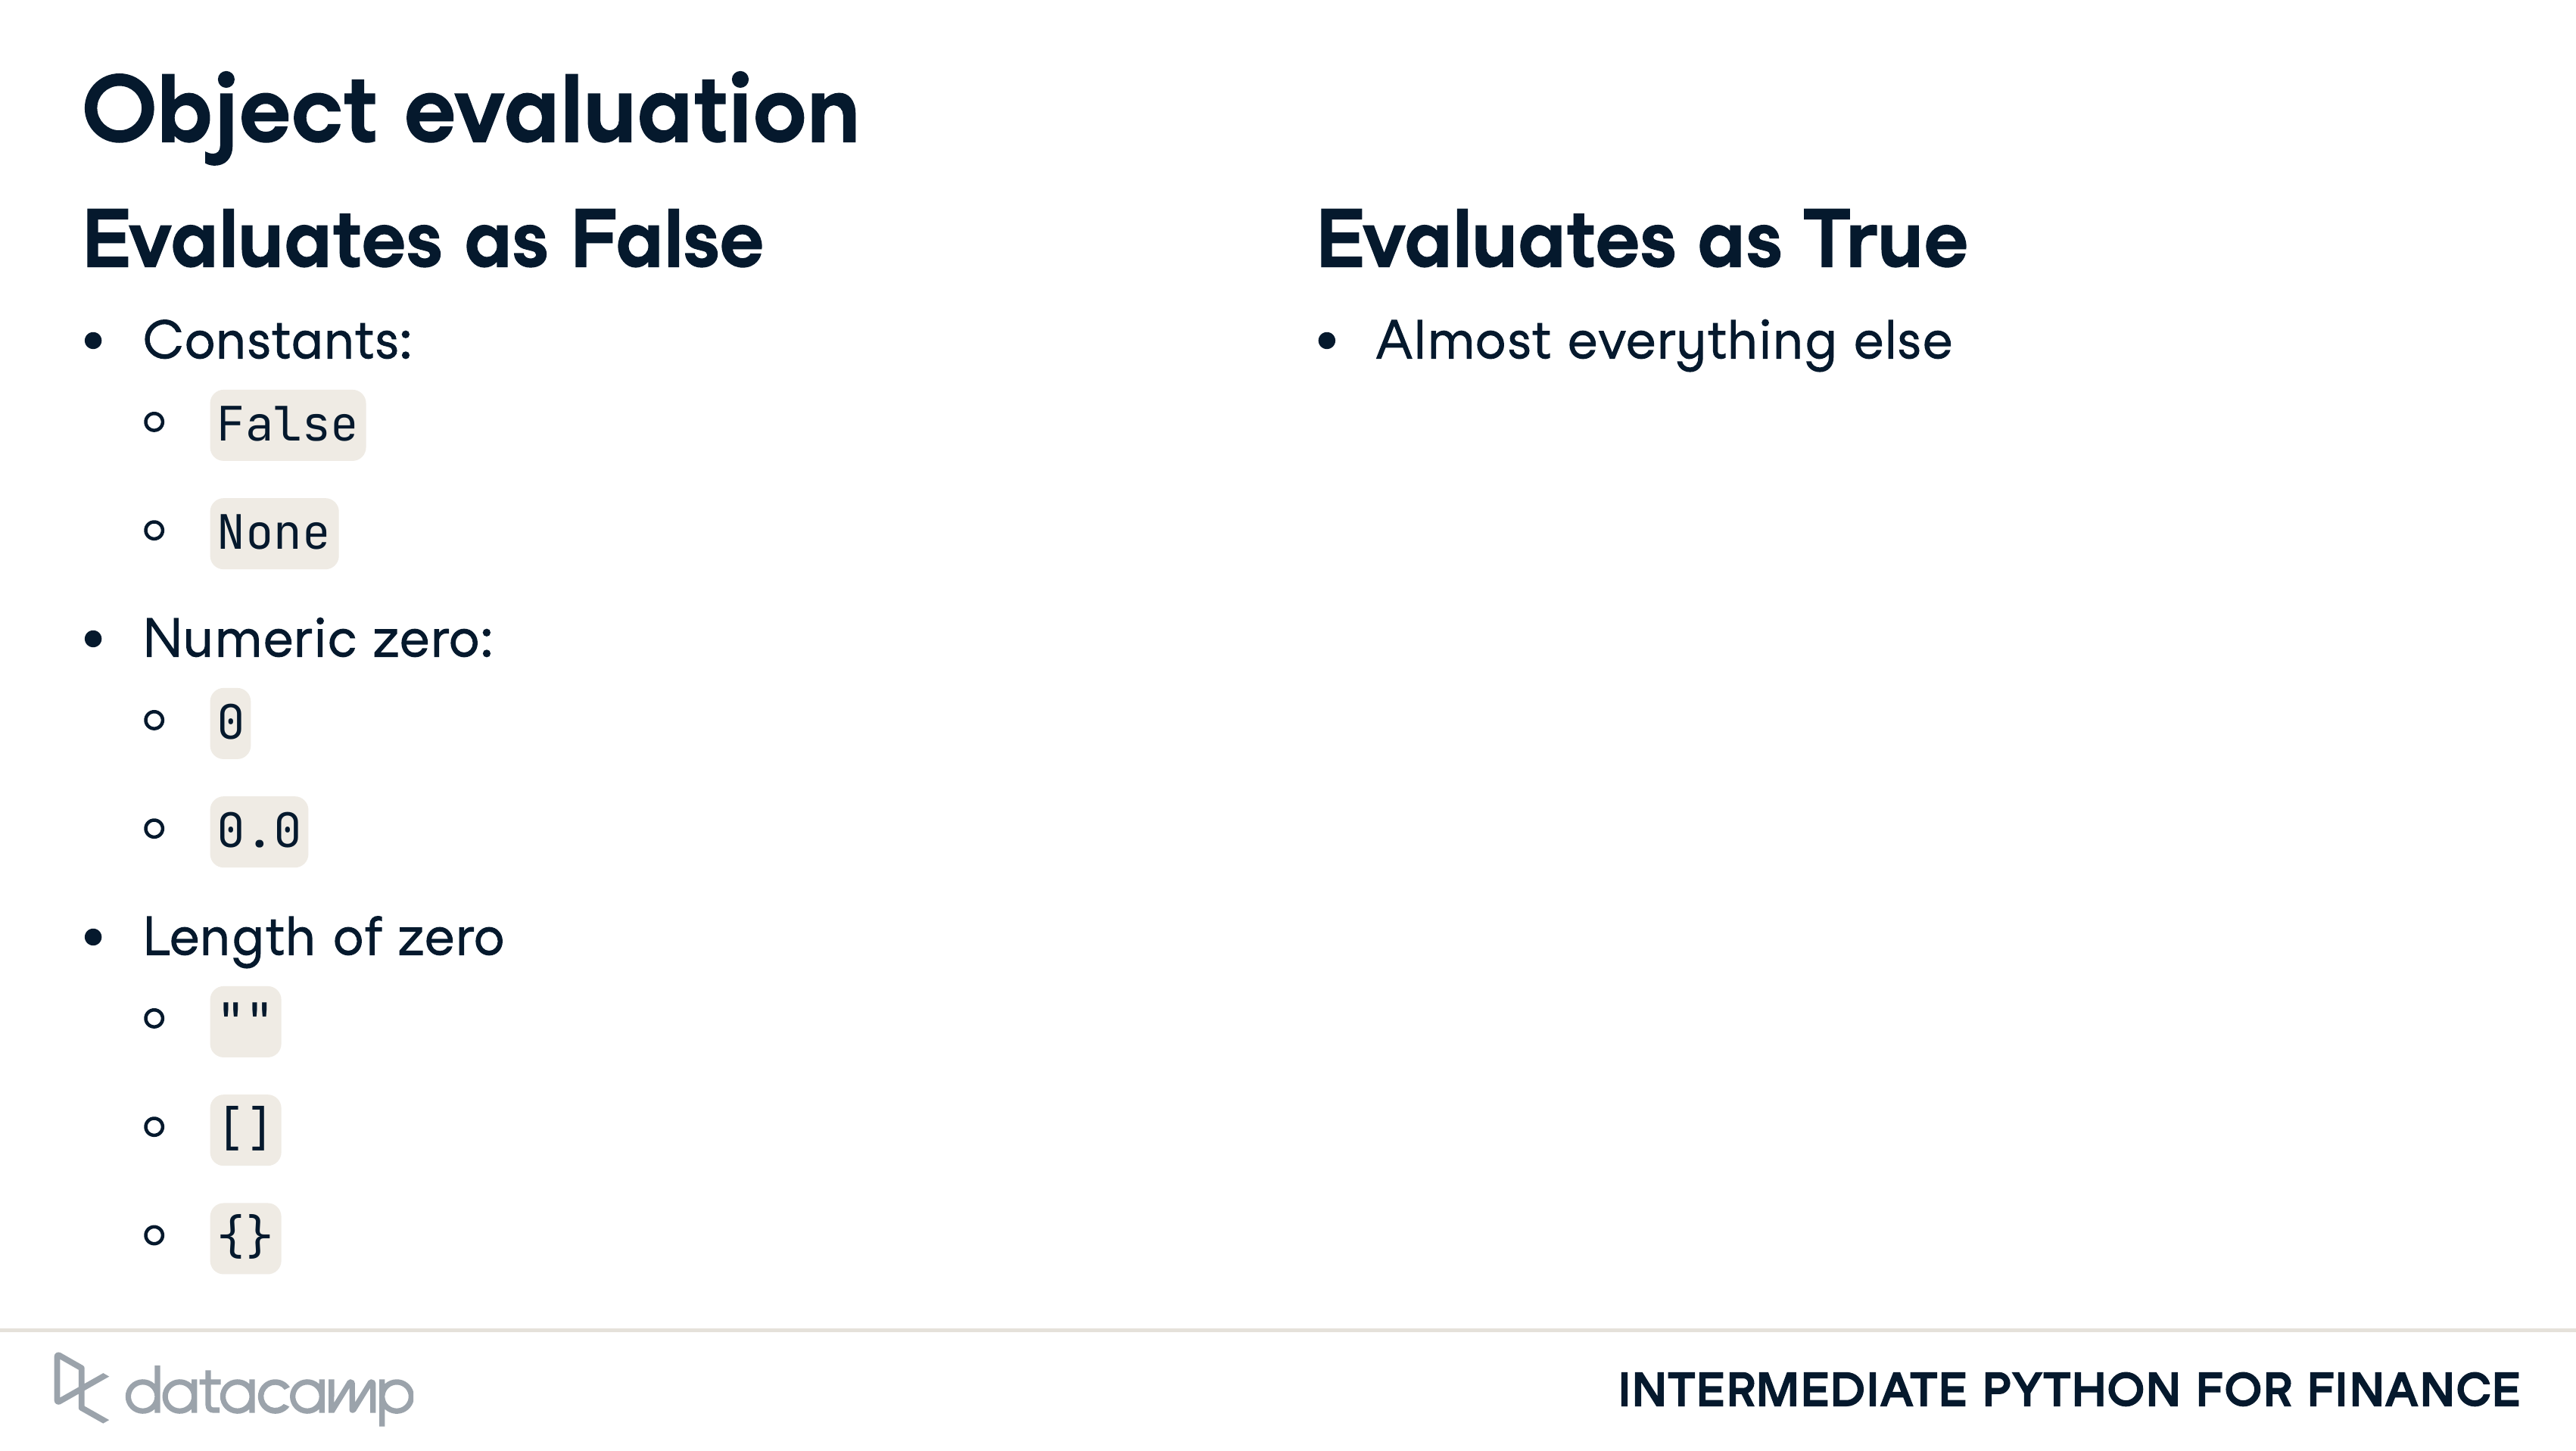 Object evaluation
Evaluates as False
Constants:
False
None
Numeric zero:
0
0.0
Length of zero
""
[]
{}
Evaluates as True
Almost everything else
datacamp
INTERMEDIATE PYTHON FOR FINANCE